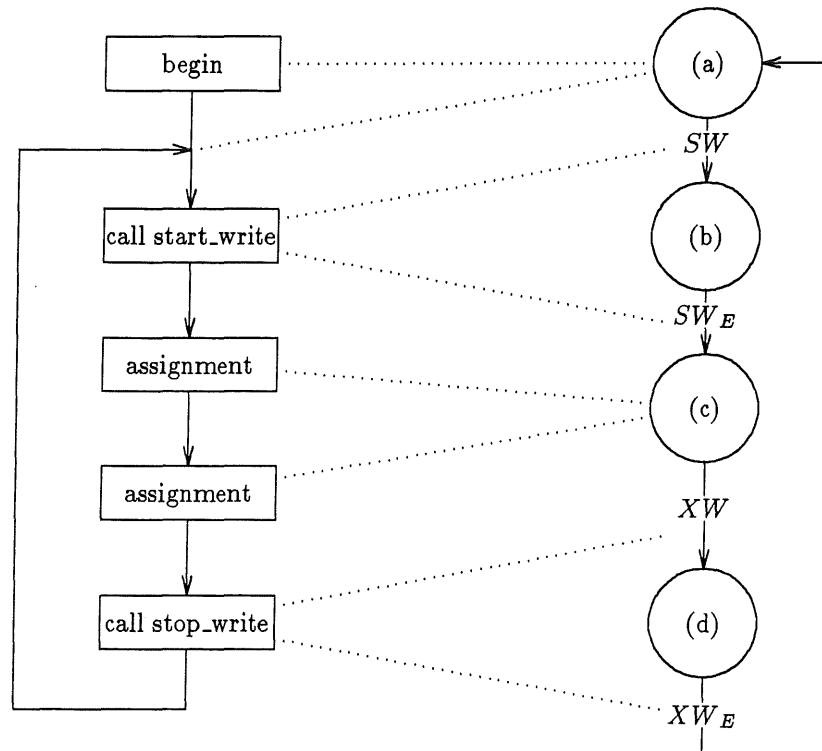 begin
(a)
SW
call start_write
(b)
SW_E
assignment
(c)
assignment
XW
call stop_write
(d)
XW_E